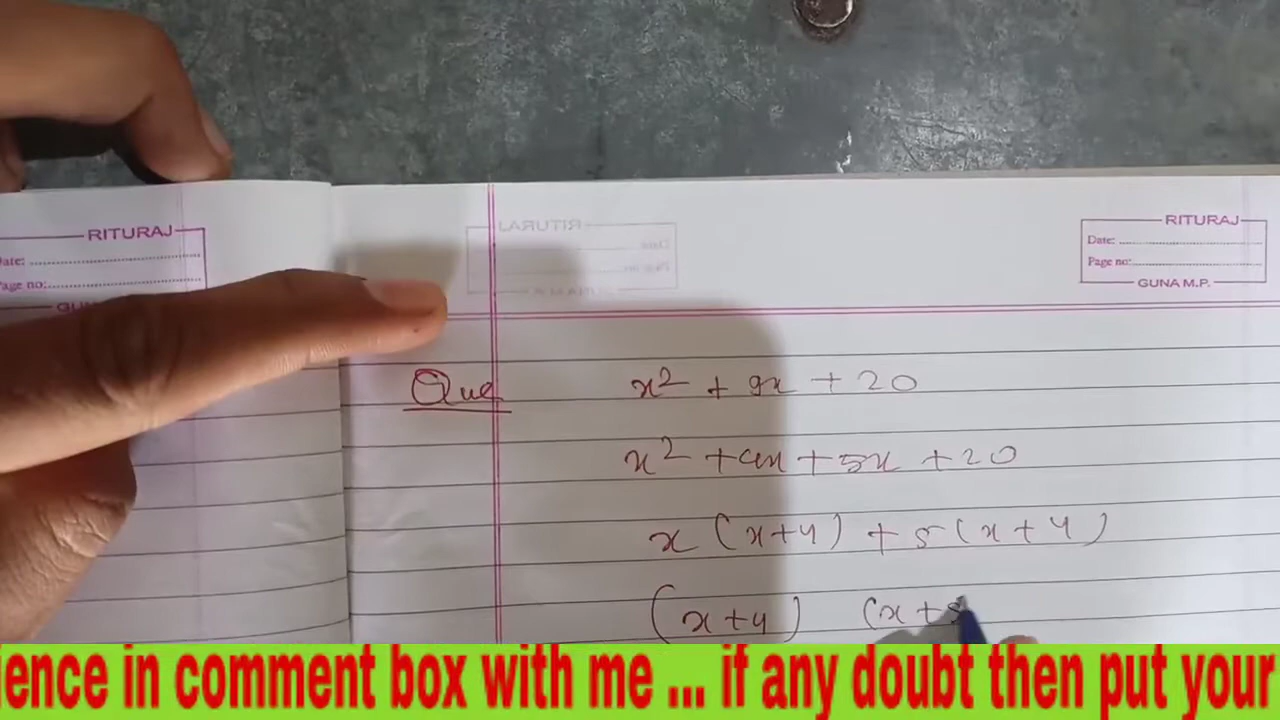 RITURAJ
Date:
Page no:
RITURAJ
Date:
Page no:
GUNA M.P.
Que x² + 9x + 20
x² + 4x + 5x + 20
x (x+4) + 5 (x + 4)
(x+4) (x+5
ience in comment box with me ... if any doubt then put your